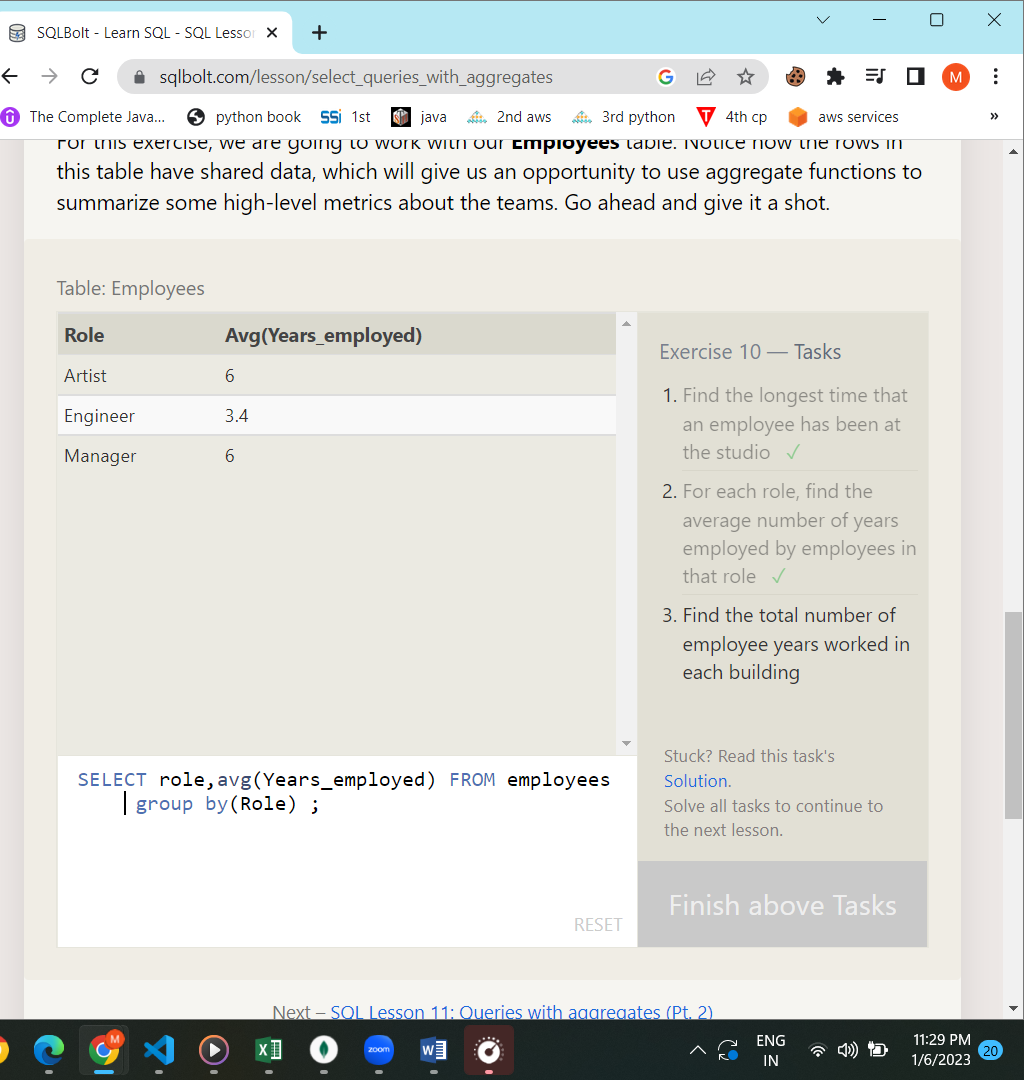 SQLBolt - Learn SQL - SQL Lesson
sqlbolt.com/lesson/select_queries_with_aggregates
M
The Complete Java... python book SSi 1st java 2nd aws 3rd python 4th cp aws services »
For this exercise, we are going to work with our Employees table. Notice how the rows in
this table have shared data, which will give us an opportunity to use aggregate functions to
summarize some high-level metrics about the teams. Go ahead and give it a shot.
Table: Employees
Role Avg(Years_employed)
Artist 6
Engineer 3.4
Manager 6
Exercise 10 — Tasks
1. Find the longest time that
an employee has been at
the studio ✓
2. For each role, find the
average number of years
employed by employees in
that role ✓
3. Find the total number of
employee years worked in
each building
Stuck? Read this task's
Solution.
Solve all tasks to continue to
the next lesson.
Finish above Tasks
SELECT role,avg(Years_employed) FROM employees
group by(Role) ;
RESET
Next – SQL Lesson 11: Queries with aggregates (Pt. 2)
M
zoom
ENG
IN
11:29 PM
1/6/2023
20